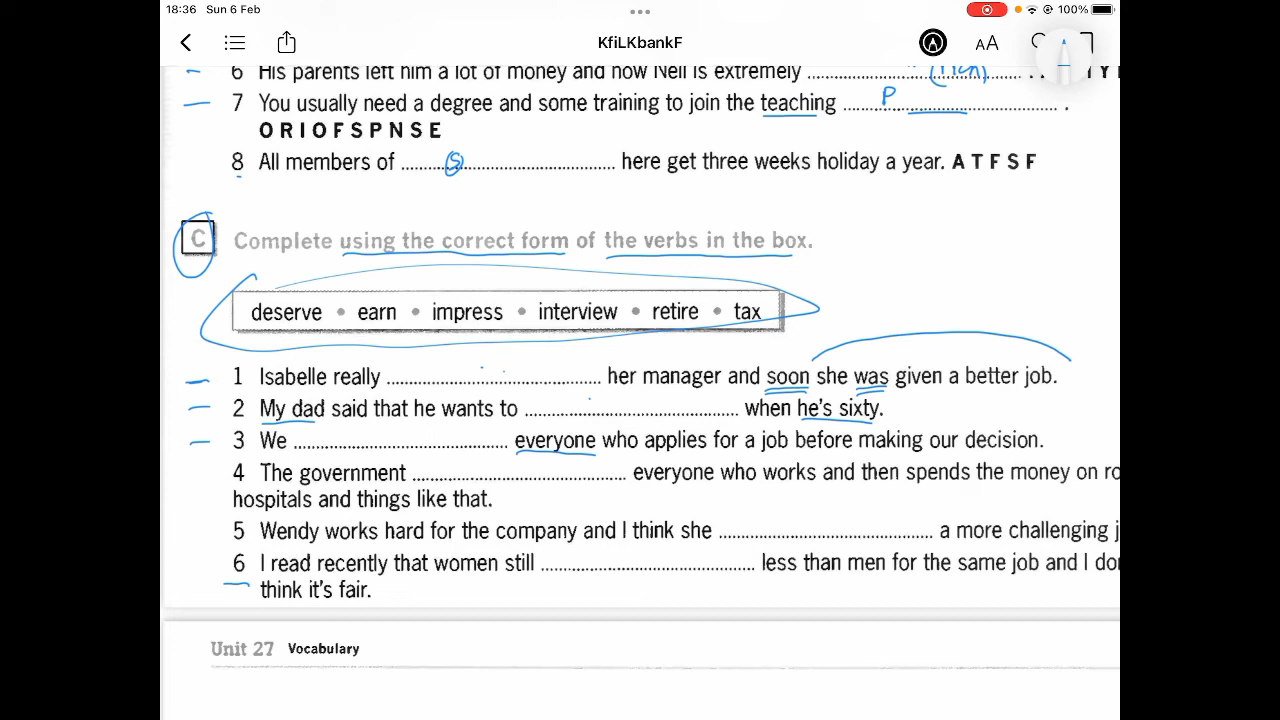 18:36 Sun 6 Feb 100%
KfiLKbankF
AA
6 His parents left him a lot of money and now Neil is extremely ........................ (rich) ....... Y
7 You usually need a degree and some training to join the teaching ........ P ........................ .
O R I O F S P N S E
8 All members of .......... S .......................... here get three weeks holiday a year. A T F S F
C Complete using the correct form of the verbs in the box.
deserve • earn • impress • interview • retire • tax
1 Isabelle really ................................................ her manager and soon she was given a better job.
2 My dad said that he wants to ................................................ when he's sixty.
3 We ................................................ everyone who applies for a job before making our decision.
4 The government ................................................ everyone who works and then spends the money on ro
hospitals and things like that.
5 Wendy works hard for the company and I think she ................................................ a more challenging j
6 I read recently that women still ................................................ less than men for the same job and I do
think it's fair.
Unit 27 Vocabulary